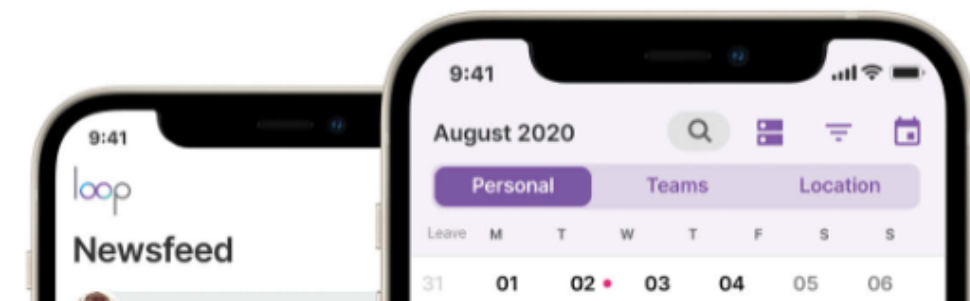 9:41
loop
Newsfeed
9:41
August 2020
Personal Teams Location
Leave M T W T F S S
31 01 02 03 04 05 06